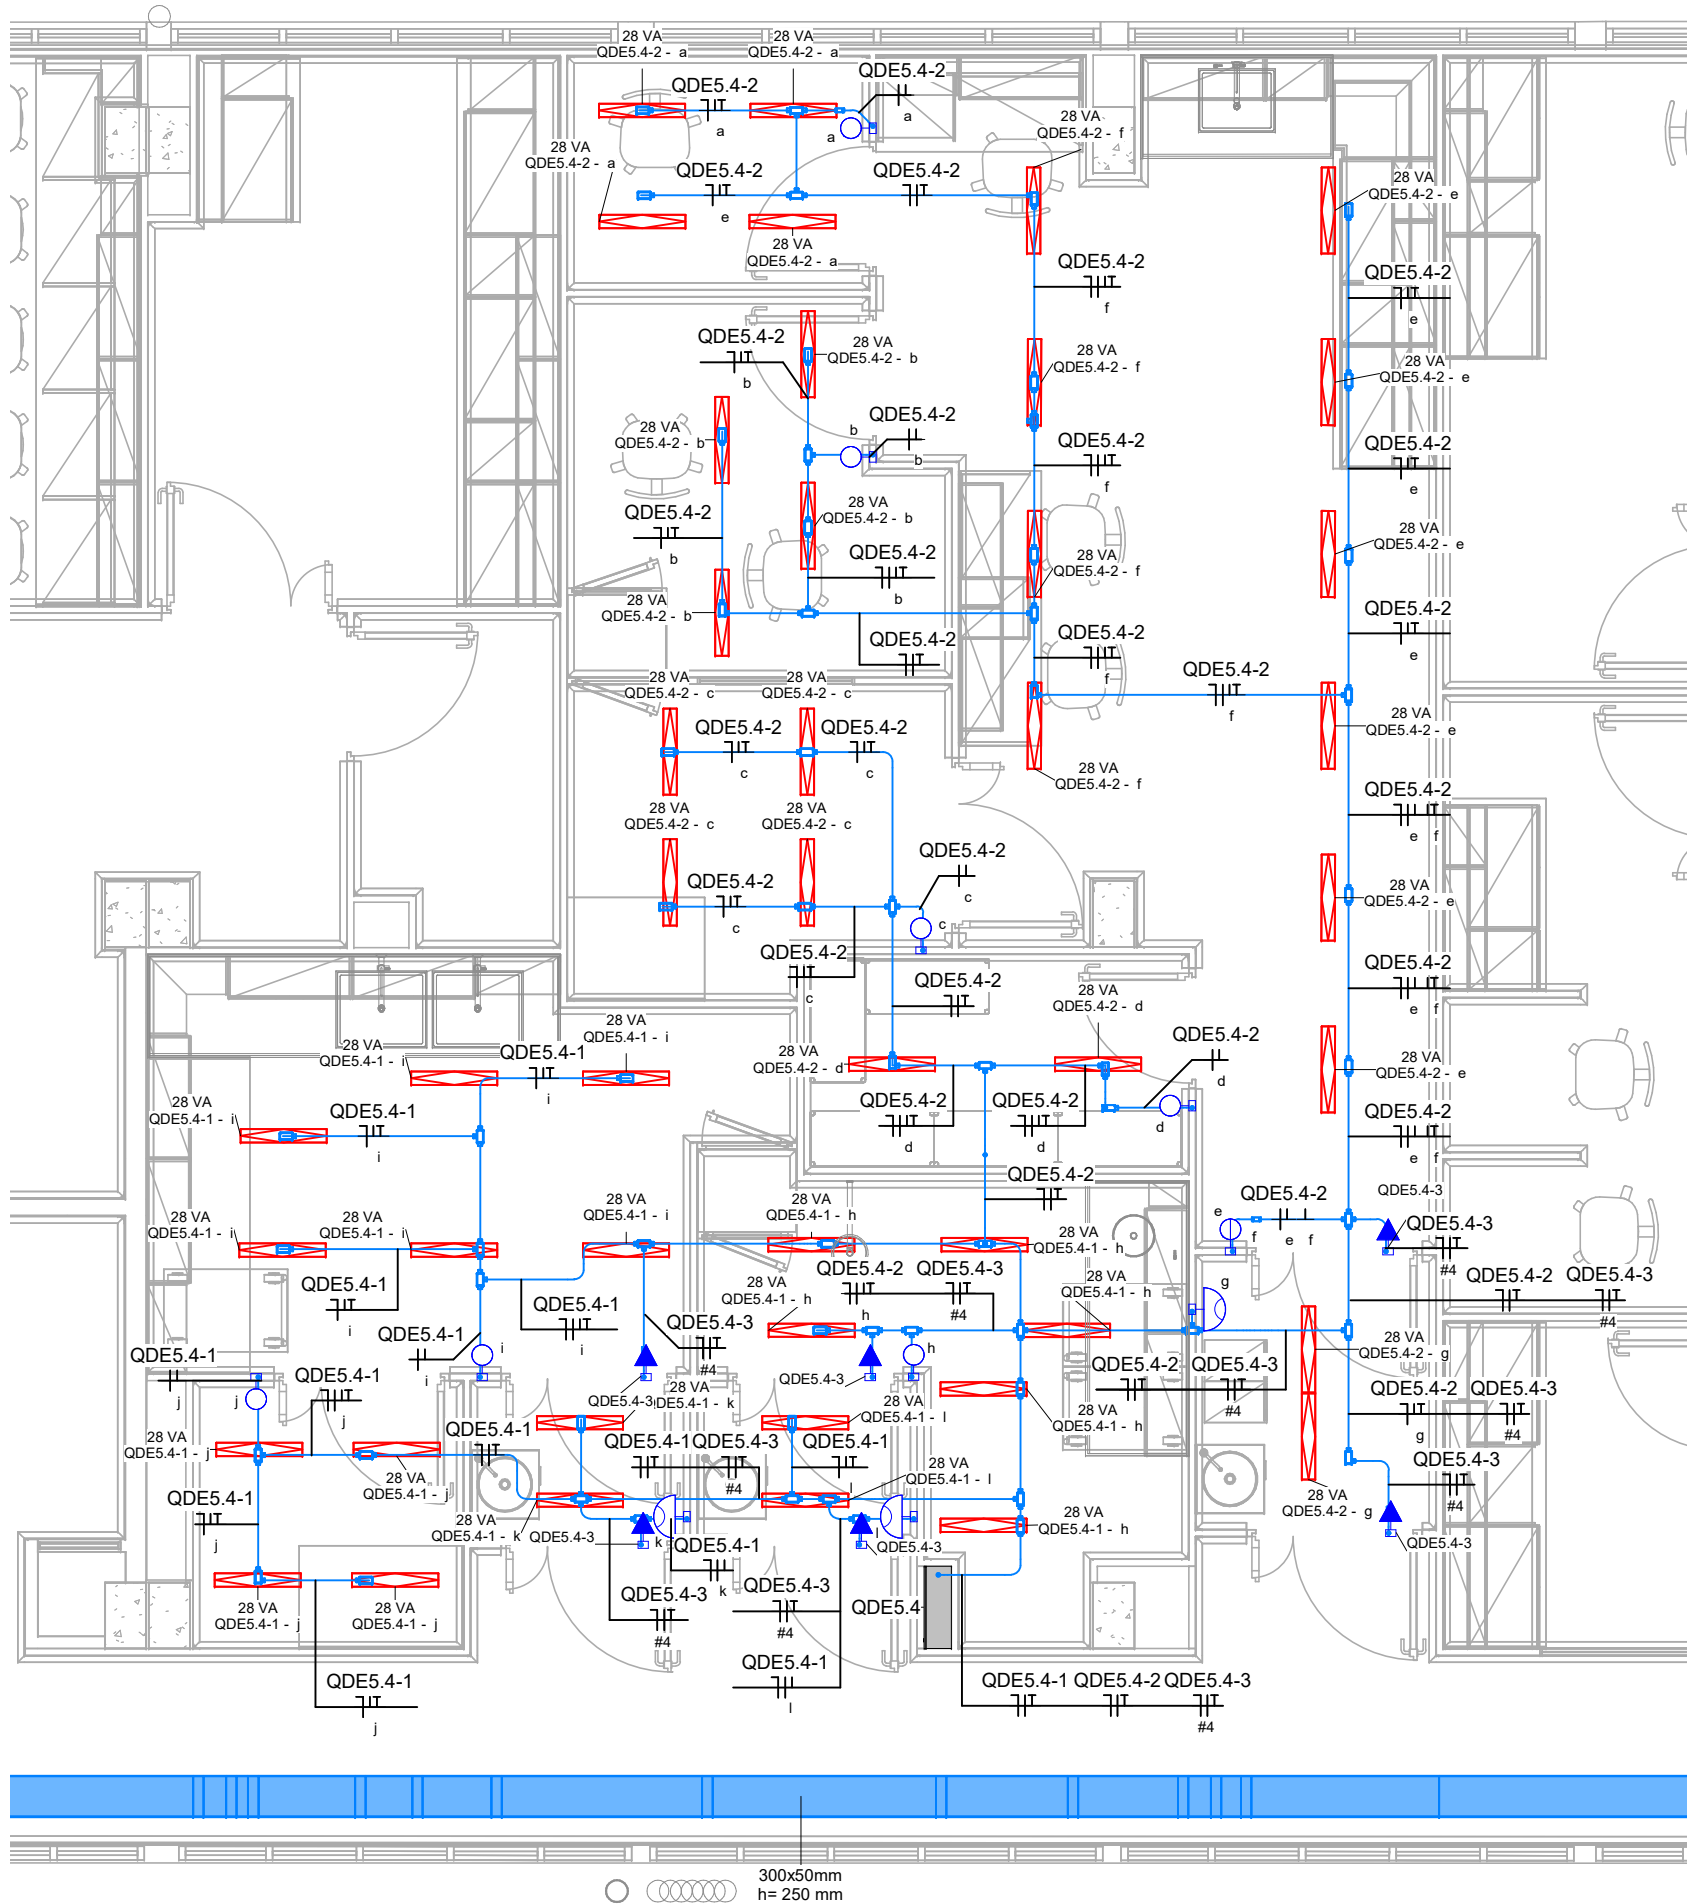 28 VA
QDE5.4-2 - a
28 VA
QDE5.4-2 - a
QDE5.4-2
a
QDE5.4-2
a
a
28 VA
QDE5.4-2 - f
28 VA
QDE5.4-2 - a
QDE5.4-2
e
QDE5.4-2
28 VA
QDE5.4-2 - e
28 VA
QDE5.4-2 - a
QDE5.4-2
f
QDE5.4-2
e
QDE5.4-2
b
28 VA
QDE5.4-2 - b
28 VA
QDE5.4-2 - f
28 VA
QDE5.4-2 - e
28 VA
QDE5.4-2 - b
b
QDE5.4-2
b
QDE5.4-2
f
QDE5.4-2
e
QDE5.4-2
b
28 VA
QDE5.4-2 - b
28 VA
QDE5.4-2 - e
QDE5.4-2
b
28 VA
QDE5.4-2 - f
28 VA
QDE5.4-2 - b
QDE5.4-2
QDE5.4-2
f
QDE5.4-2
e
28 VA
QDE5.4-2 - c
28 VA
QDE5.4-2 - c
QDE5.4-2
f
28 VA
QDE5.4-2 - e
QDE5.4-2
c
QDE5.4-2
c
28 VA
QDE5.4-2 - f
28 VA
QDE5.4-2 - c
28 VA
QDE5.4-2 - c
QDE5.4-2
e f
QDE5.4-2
c
QDE5.4-2
c
c
28 VA
QDE5.4-2 - e
QDE5.4-2
c
QDE5.4-2
QDE5.4-2
e f
28 VA
QDE5.4-1 - i
28 VA
QDE5.4-1 - i
QDE5.4-1
i
28 VA
QDE5.4-2 - d
28 VA
QDE5.4-2 - d
QDE5.4-2
d
28 VA
QDE5.4-2 - e
28 VA
QDE5.4-1 - i
QDE5.4-1
i
QDE5.4-2
d
QDE5.4-2
d
d
QDE5.4-2
e f
QDE5.4-2
QDE5.4-3
28 VA
QDE5.4-1 - i
28 VA
QDE5.4-1 - i
28 VA
QDE5.4-1 - i
28 VA
QDE5.4-1 - h
28 VA
QDE5.4-1 - h
e
f
QDE5.4-2
e f
QDE5.4-3
#4
QDE5.4-1
i
QDE5.4-1
i
QDE5.4-2
h
QDE5.4-3
#4
28 VA
QDE5.4-1 - h
28 VA
QDE5.4-1 - h
g
QDE5.4-2
QDE5.4-3
#4
QDE5.4-1
i
i
QDE5.4-3
#4
QDE5.4-3
QDE5.4-3
h
QDE5.4-2
QDE5.4-3
#4
28 VA
QDE5.4-2 - g
QDE5.4-1
j
j
QDE5.4-1
j
28 VA
QDE5.4-1 - k
28 VA
QDE5.4-1 - l
28 VA
QDE5.4-1 - h
QDE5.4-2
g
QDE5.4-3
#4
28 VA
QDE5.4-1 - j
28 VA
QDE5.4-1 - j
QDE5.4-1
QDE5.4-1
QDE5.4-3
#4
QDE5.4-1
l
28 VA
QDE5.4-1 - l
QDE5.4-3
#4
QDE5.4-1
j
28 VA
QDE5.4-1 - k
QDE5.4-3
k
QDE5.4-1
k
l
QDE5.4-3
28 VA
QDE5.4-1 - h
28 VA
QDE5.4-2 - g
QDE5.4-3
28 VA
QDE5.4-1 - j
28 VA
QDE5.4-1 - j
QDE5.4-3
#4
QDE5.4-3
#4
QDE5.4-
QDE5.4-1
j
QDE5.4-1
l
QDE5.4-1
QDE5.4-2
QDE5.4-3
#4
300x50mm
h= 250 mm